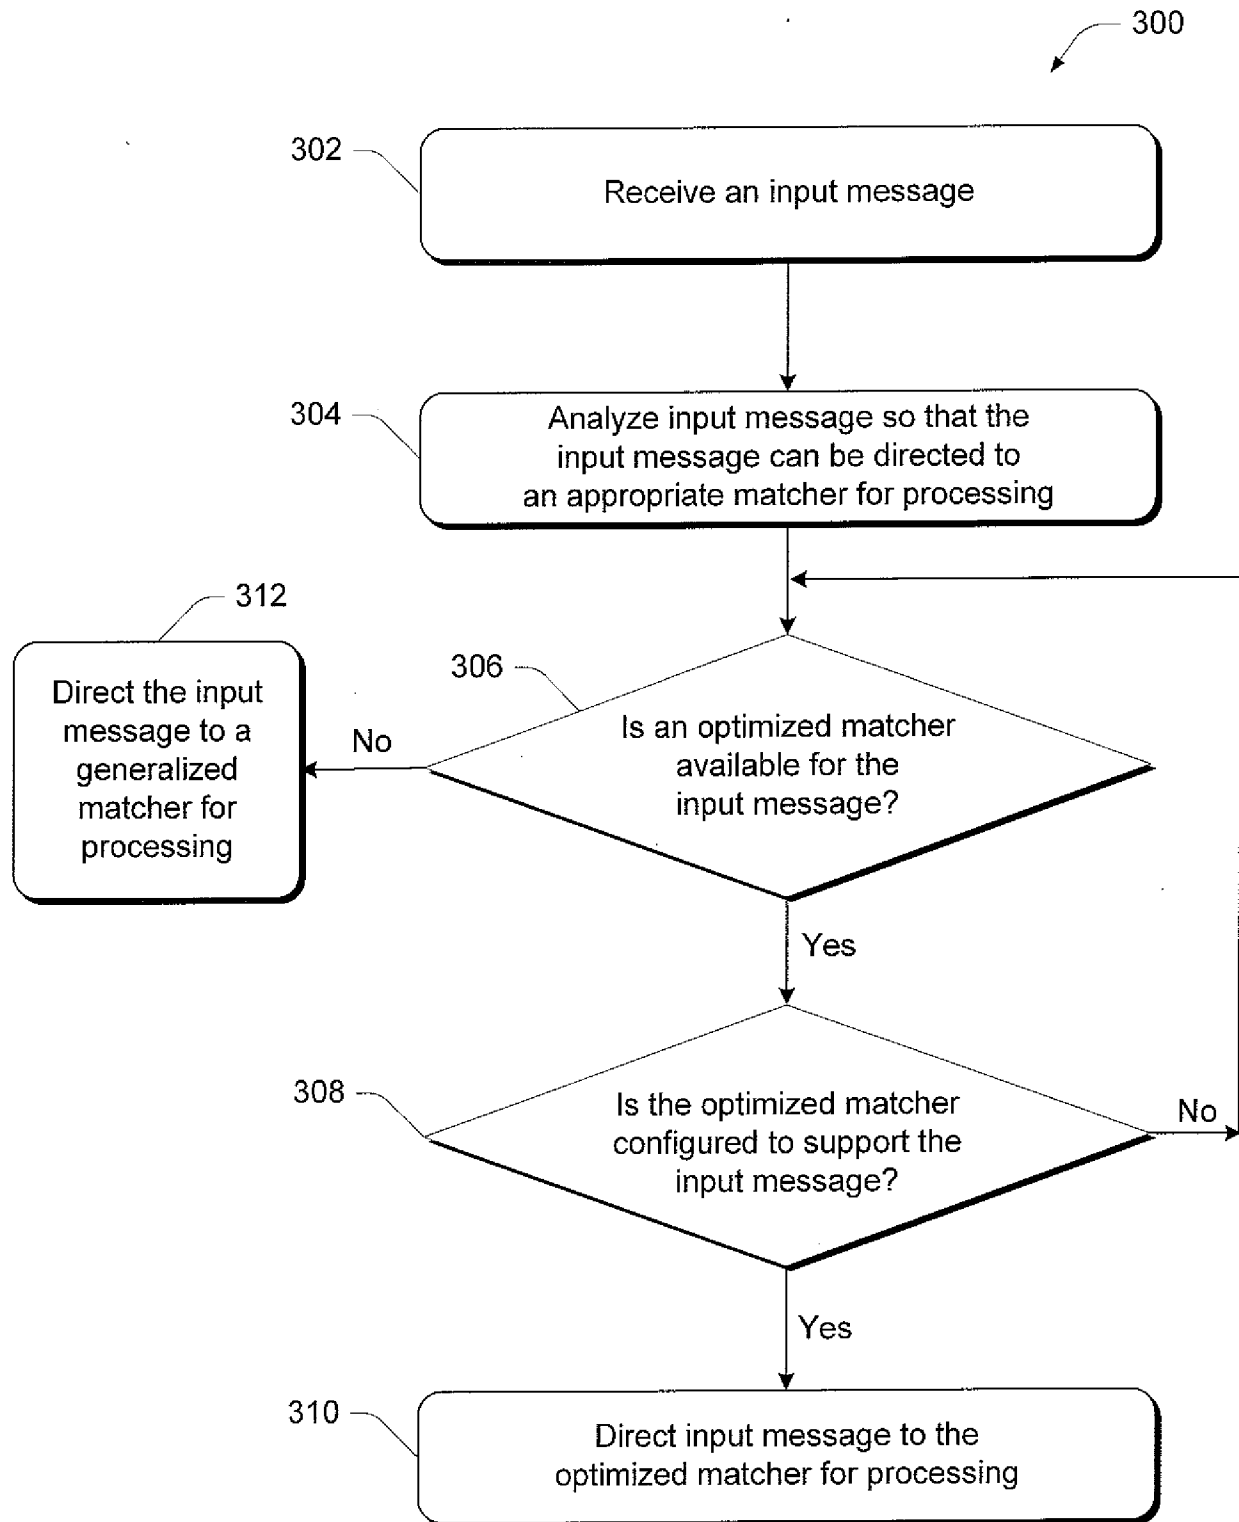 300
302
Receive an input message
304
Analyze input message so that the
input message can be directed to
an appropriate matcher for processing
312
Direct the input
message to a
generalized
matcher for
processing
No
306
Is an optimized matcher
available for the
input message?
Yes
308
Is the optimized matcher
configured to support the
input message?
No
Yes
310
Direct input message to the
optimized matcher for processing